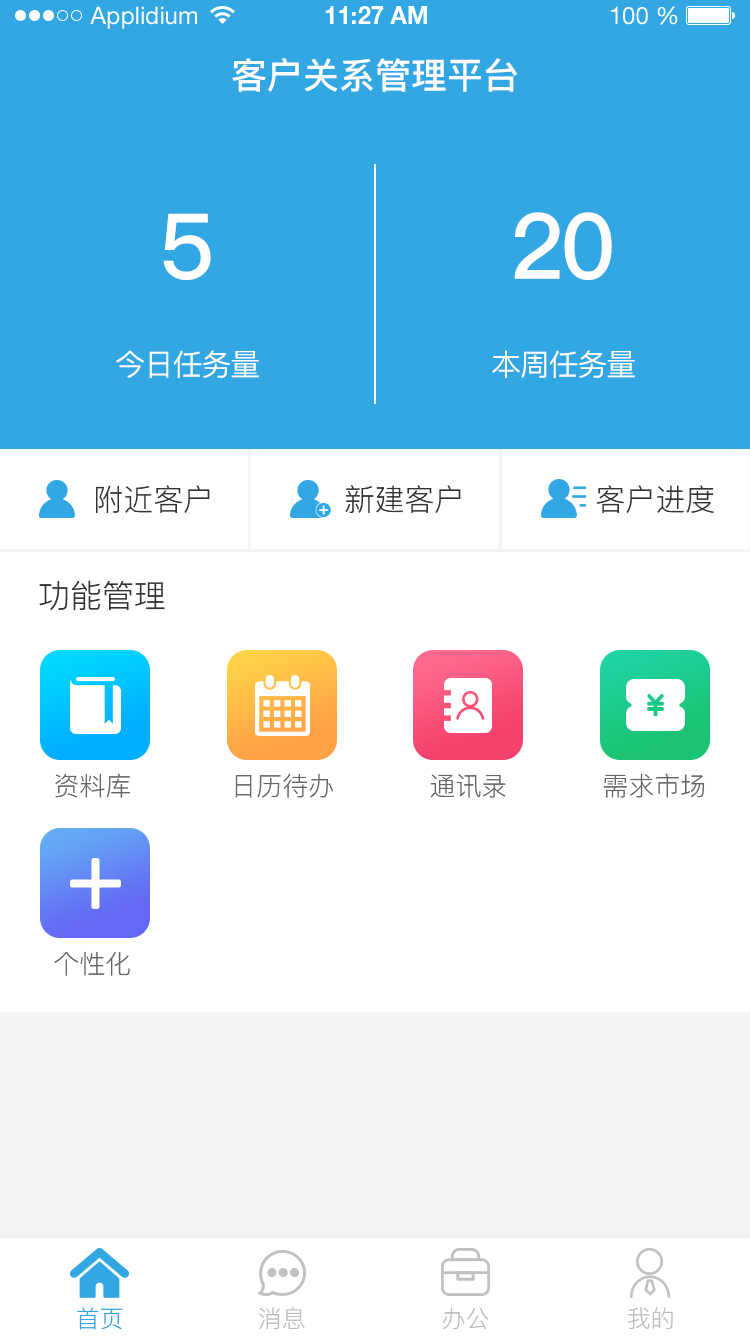 Applidium 11:27 AM 100 %
客户关系管理平台
5 20
今日任务量 本周任务量
附近客户 新建客户 客户进度
功能管理
¥
资料库 日历待办 通讯录 需求市场
个性化
首页 消息 办公 我的